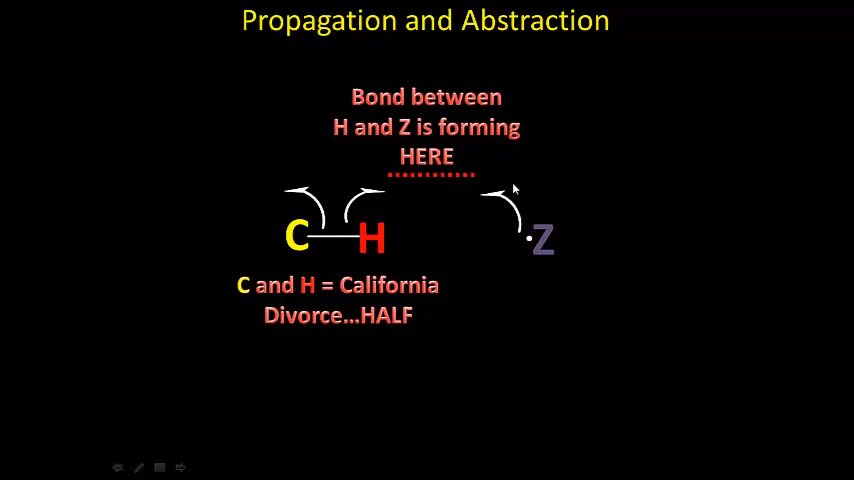 Propagation and Abstraction
Bond between
H and Z is forming
HERE
C H ·Z
C and H = California
Divorce...HALF